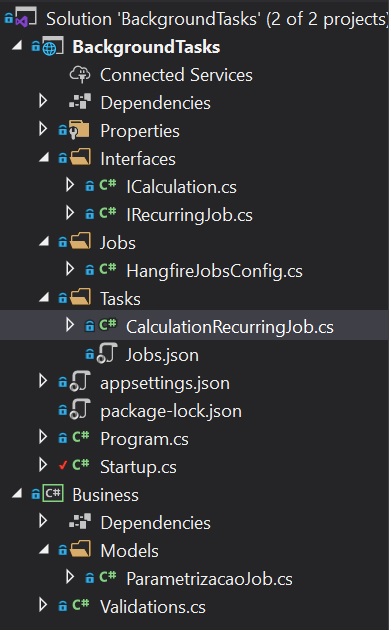 Solution 'BackgroundTasks' (2 of 2 projects)
BackgroundTasks
Connected Services
Dependencies
Properties
Interfaces
C# ICalculation.cs
C# IRecurringJob.cs
Jobs
C# HangfireJobsConfig.cs
Tasks
C# CalculationRecurringJob.cs
Jobs.json
appsettings.json
package-lock.json
C# Program.cs
C# Startup.cs
C# Business
Dependencies
Models
C# ParametrizacaoJob.cs
C# Validations.cs